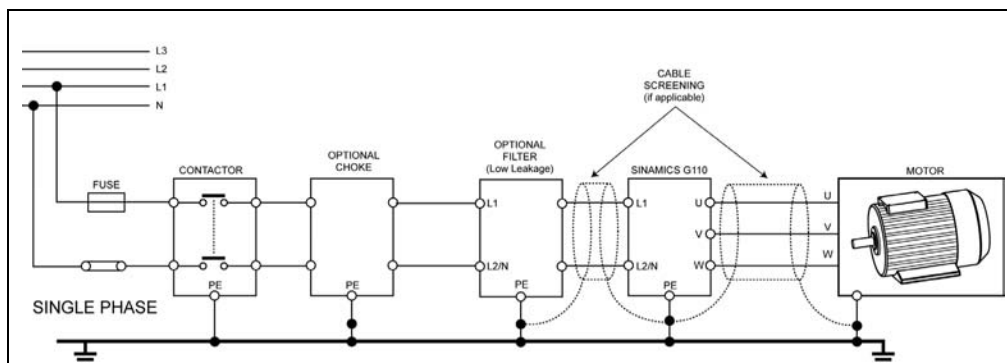 L3
L2
L1
N
CABLE
SCREENING
(if applicable)
FUSE
CONTACTOR
OPTIONAL
CHOKE
OPTIONAL
FILTER
(Low Leakage)
SINAMICS G110
MOTOR
L1
L1
U
U
V
V
W
W
L2/N
L2/N
PE
PE
PE
PE
SINGLE PHASE